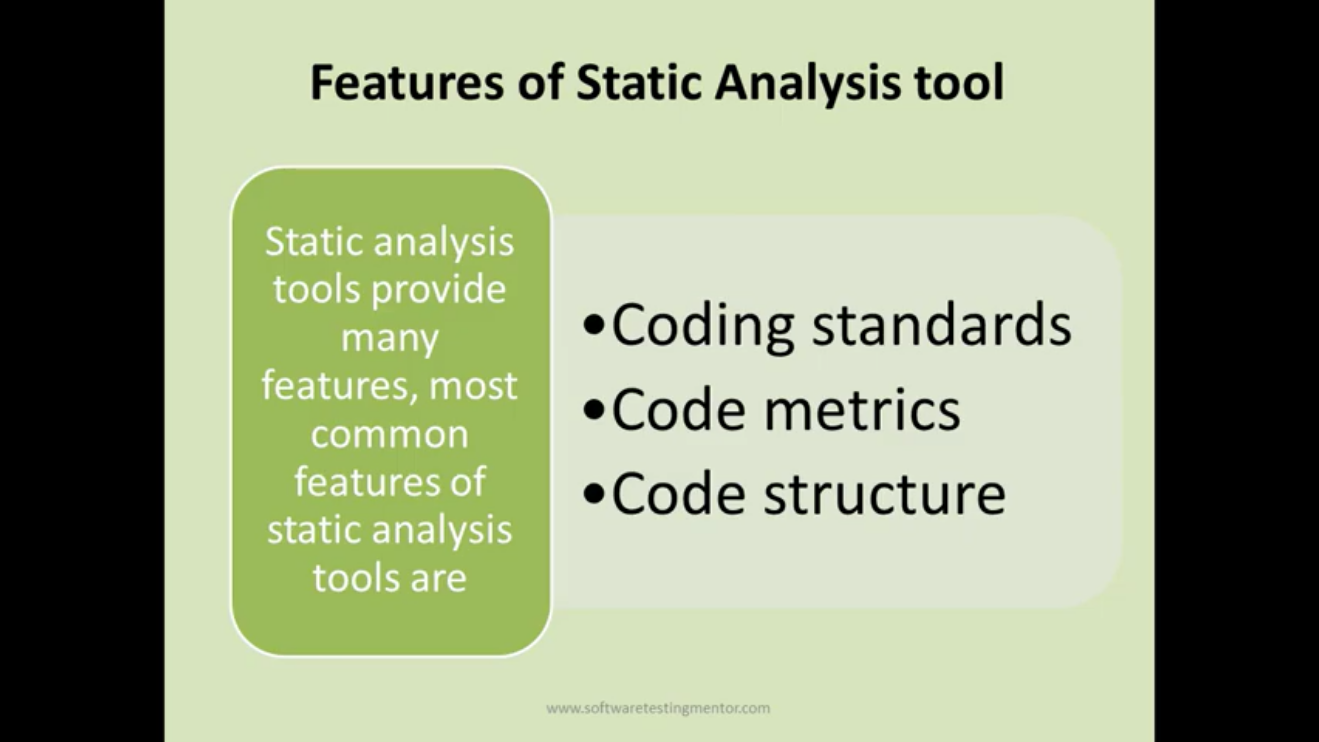 Features of Static Analysis tool
Static analysis
tools provide
many
features, most
common
features of
static analysis
tools are
•Coding standards
•Code metrics
•Code structure
www.softwaretestingmentor.com